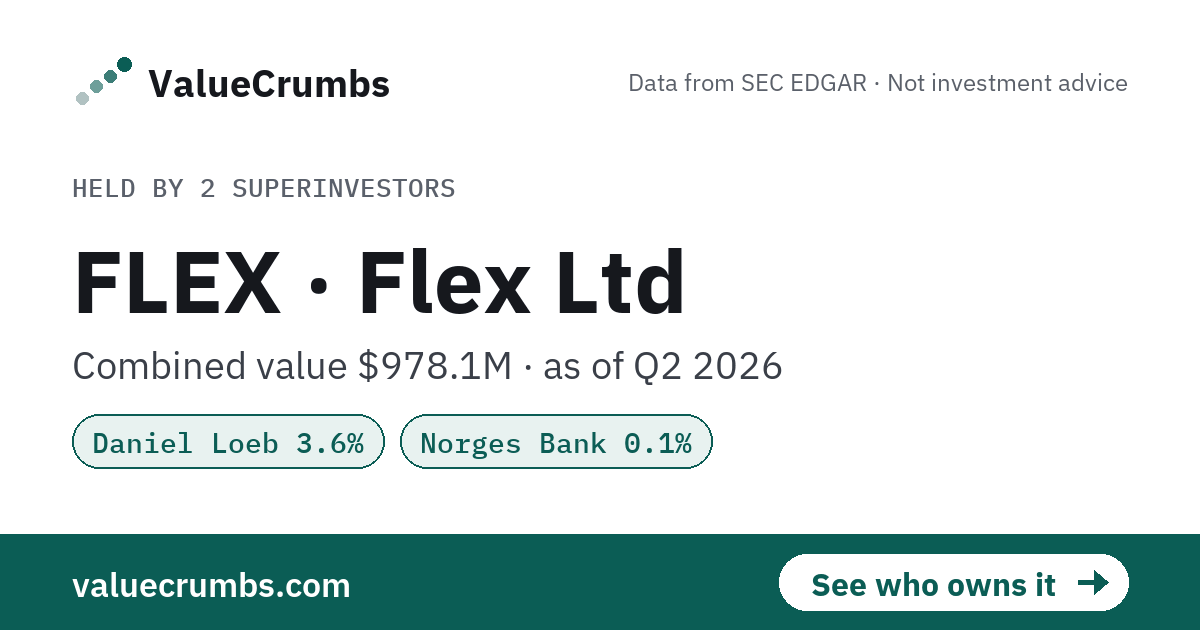 ValueCrumbs
Data from SEC EDGAR · Not investment advice
HELD BY 2 SUPERINVESTORS
FLEX · Flex Ltd
Combined value $978.1M · as of Q2 2026
Daniel Loeb 3.6%
Norges Bank 0.1%
valuecrumbs.com
See who owns it →